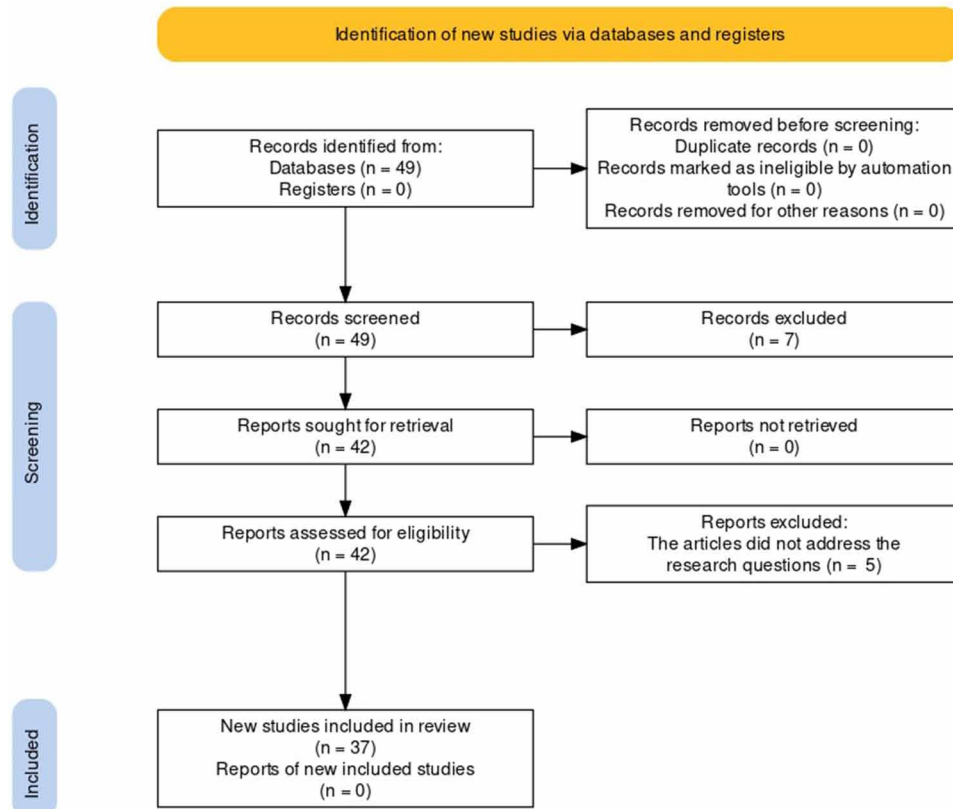 Identification of new studies via databases and registers
Identification
Records identified from:
Databases (n = 49)
Registers (n = 0)
Records removed before screening:
Duplicate records (n = 0)
Records marked as ineligible by automation
tools (n = 0)
Records removed for other reasons (n = 0)
Screening
Records screened
(n = 49)
Records excluded
(n = 7)
Reports sought for retrieval
(n = 42)
Reports not retrieved
(n = 0)
Reports assessed for eligibility
(n = 42)
Reports excluded:
The articles did not address the
research questions (n = 5)
Included
New studies included in review
(n = 37)
Reports of new included studies
(n = 0)